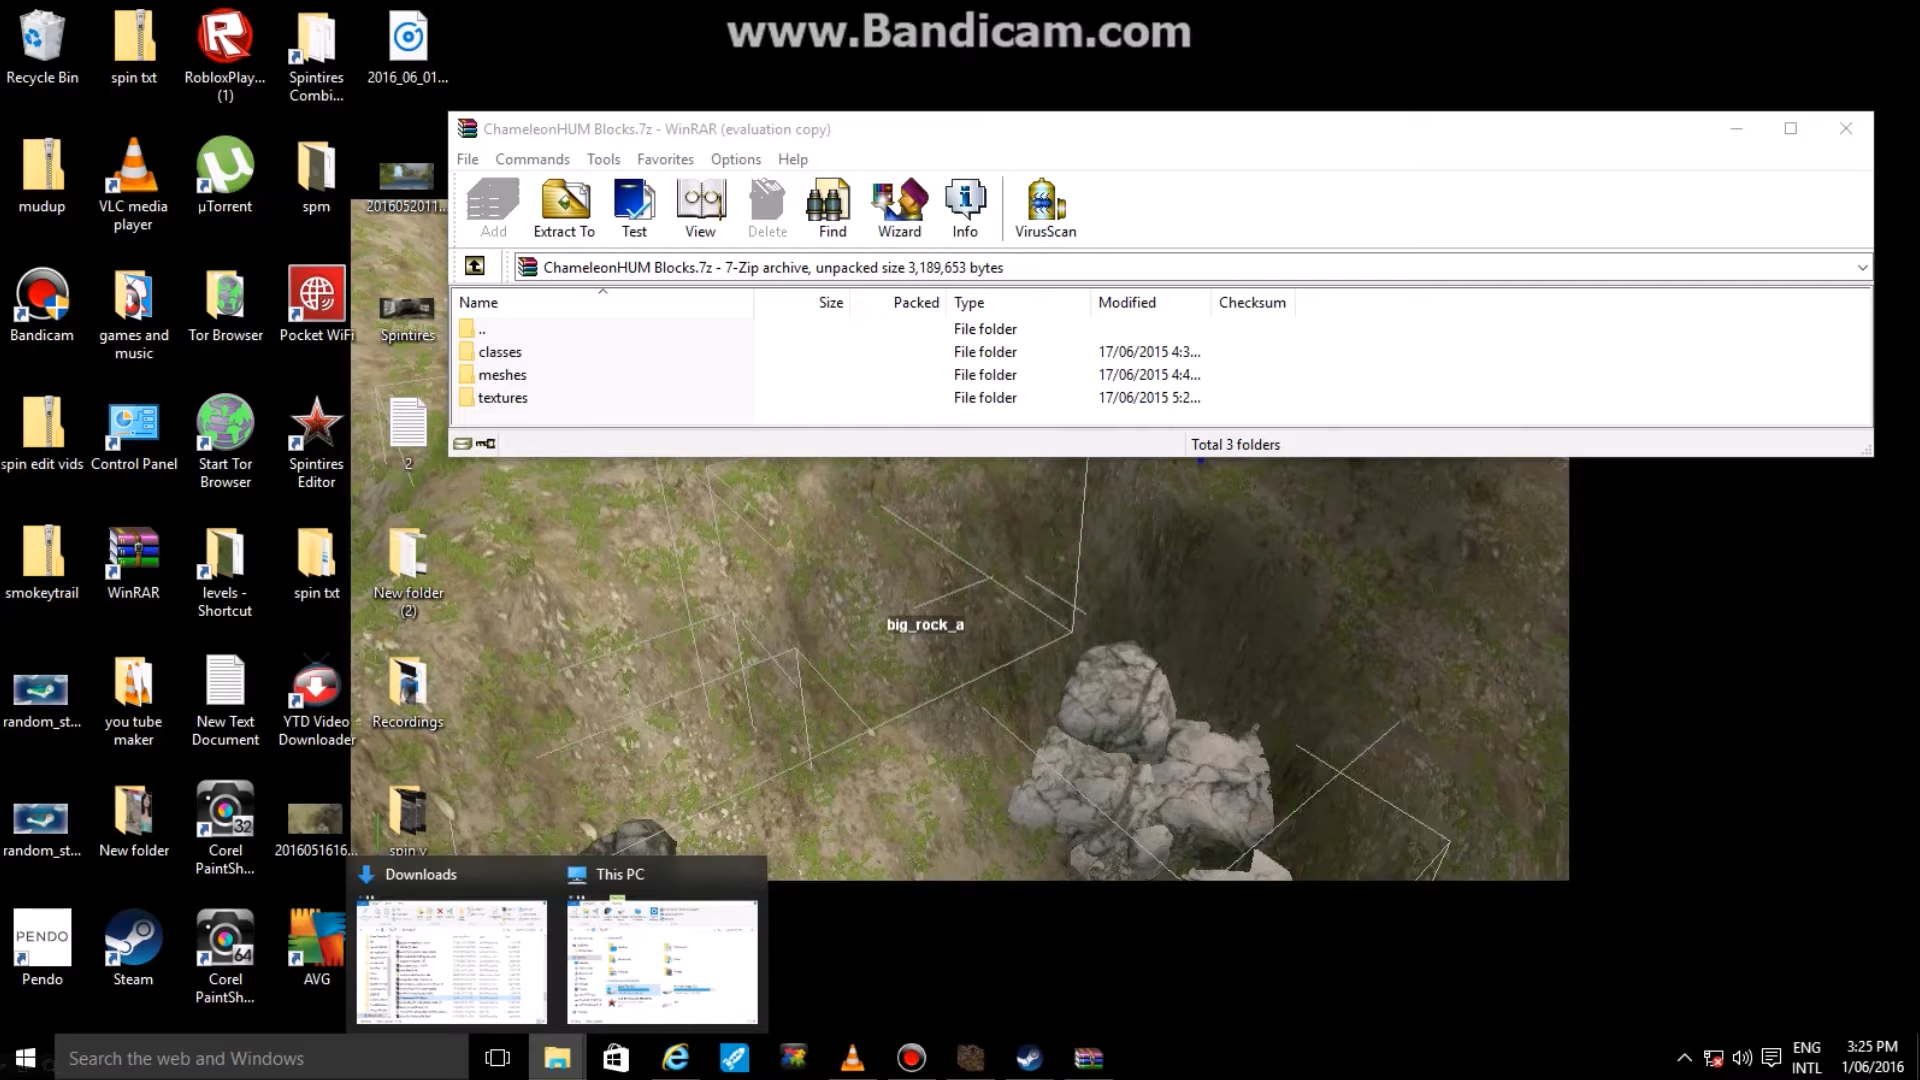 www.Bandicam.com
Recycle Bin
spin txt
RobloxPlay...
(1)
Spintires
Combi...
2016_06_01...
mudup
VLC media
player
µTorrent
spm
2016052011...
Bandicam
games and
music
Tor Browser
Pocket WiFi
Spintires
spin edit vids
Control Panel
Start Tor
Browser
Spintires
Editor
2
smokeytrail
WinRAR
levels -
Shortcut
spin txt
New folder
(2)
random_st...
you tube
maker
New Text
Document
YTD Video
Downloader
Recordings
random_st...
New folder
Corel
PaintSh...
2016051616...
spin v
PENDO
Pendo
Steam
Corel
PaintSh...
AVG
32
64
ChameleonHUM Blocks.7z - WinRAR (evaluation copy)
File Commands Tools Favorites Options Help
Add Extract To Test View Delete Find Wizard Info VirusScan
ChameleonHUM Blocks.7z - 7-Zip archive, unpacked size 3,189,653 bytes
Name Size Packed Type Modified Checksum
.. File folder
classes File folder 17/06/2015 4:3...
meshes File folder 17/06/2015 4:4...
textures File folder 17/06/2015 5:2...
Total 3 folders
big_rock_a
Downloads
This PC
Search the web and Windows
ENG
INTL
3:25 PM
1/06/2016